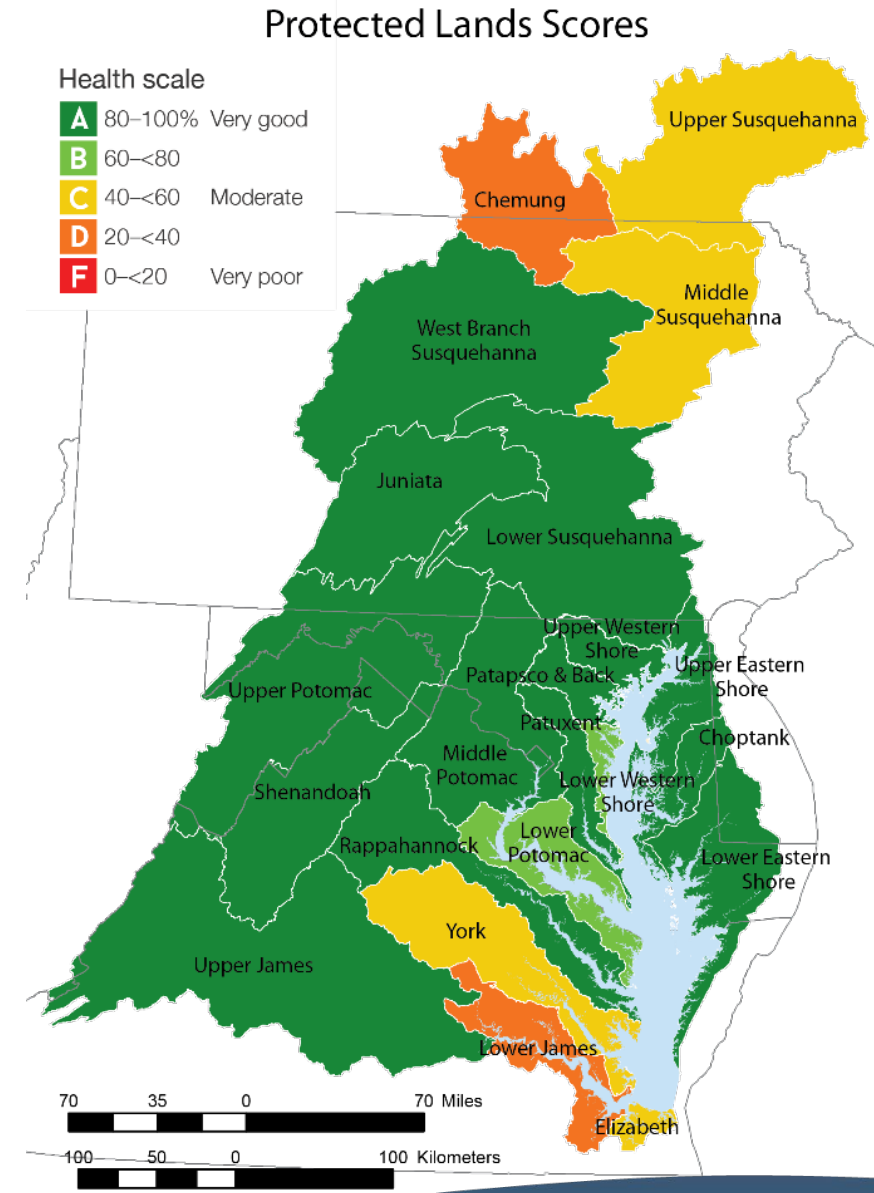 Protected Lands Scores
Health scale
A 80–100% Very good
B 60–<80
C 40–<60 Moderate
D 20–<40
F 0–<20 Very poor
Upper Susquehanna
Chemung
Middle
Susquehanna
West Branch
Susquehanna
Juniata
Lower Susquehanna
Upper Western
Shore
Upper Eastern
Shore
Patapsco & Back
Upper Potomac
Patuxent
Choptank
Middle
Potomac
Lower Western
Shore
Shenandoah
Lower
Potomac
Rappahannock
Lower Eastern
Shore
York
Upper James
Lower James
Elizabeth
70 35 0 70 Miles
100 50 0 100 Kilometers